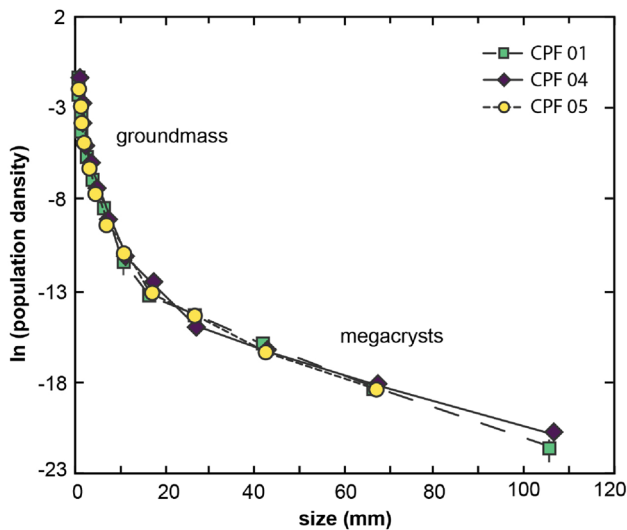 2
-3
-8
-13
-18
-23
ln (population dansity)
CPF 01
CPF 04
CPF 05
groundmass
megacrysts
0 20 40 60 80 100 120
size (mm)